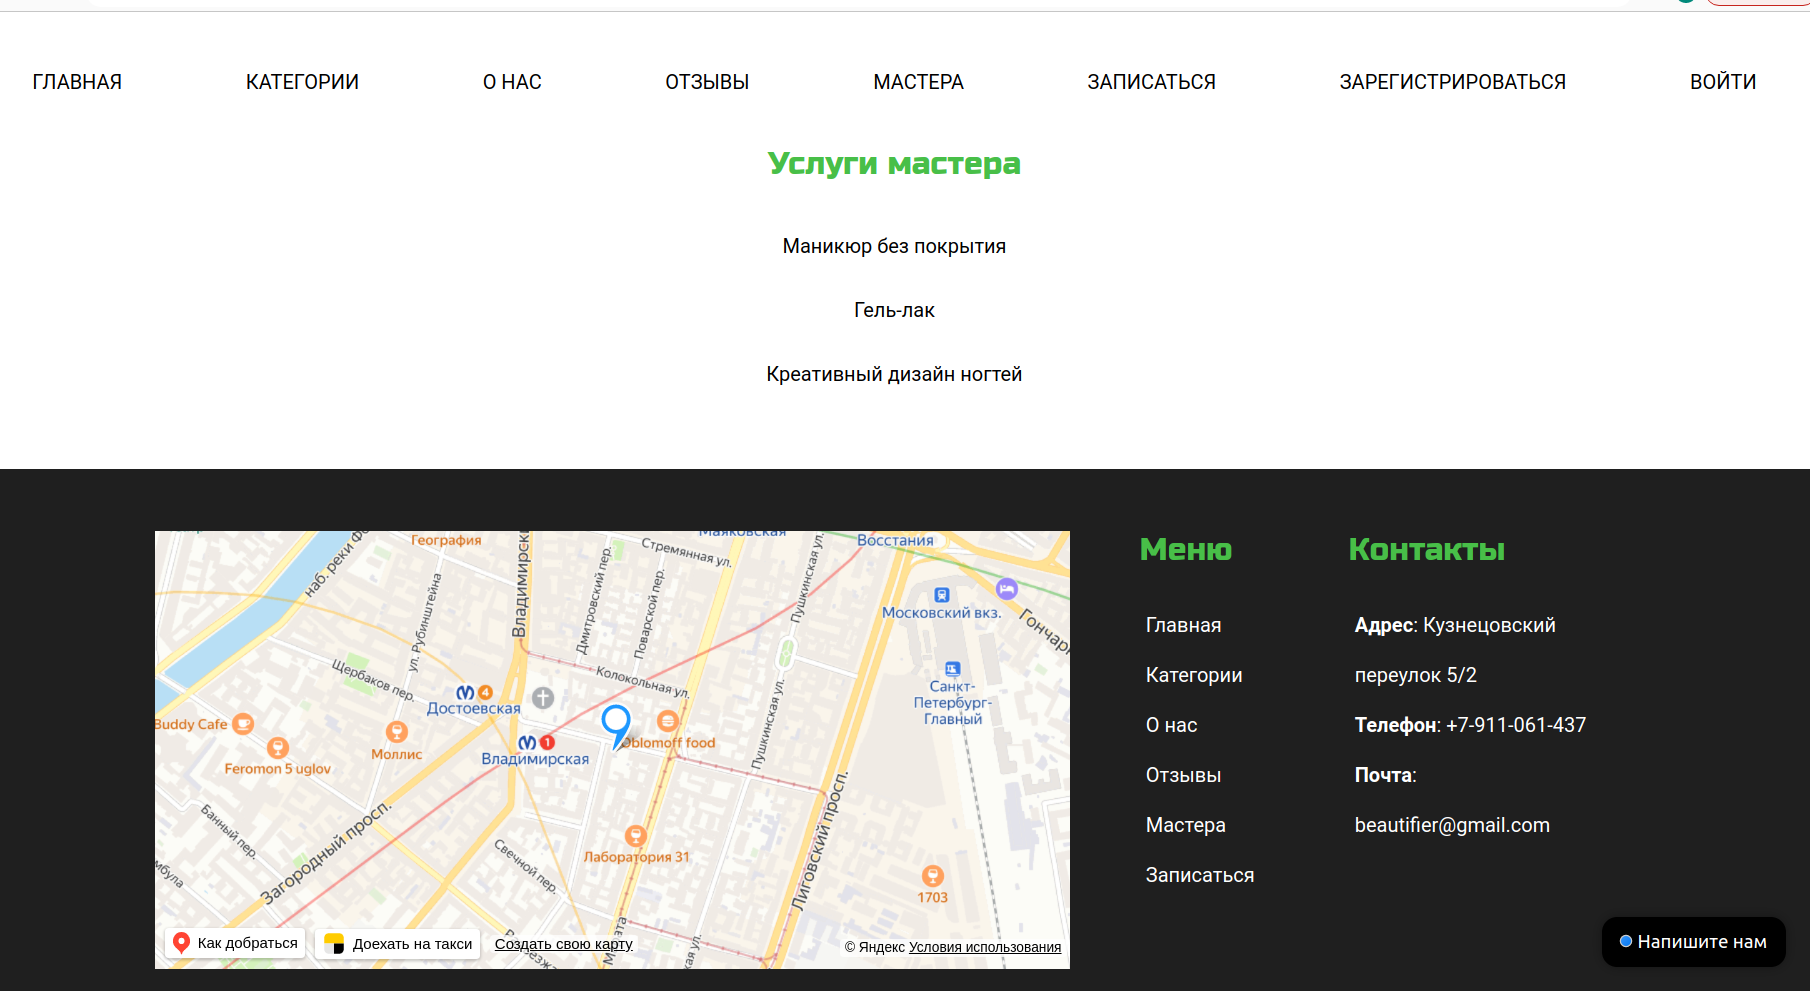 ГЛАВНАЯ КАТЕГОРИИ О НАС ОТЗЫВЫ МАСТЕРА ЗАПИСАТЬСЯ ЗАРЕГИСТРИРОВАТЬСЯ ВОЙТИ
Услуги мастера
Маникюр без покрытия
Гель-лак
Креативный дизайн ногтей
География
Владимирски
Стремянная ул.
Маяковская
Пушкинская ул.
Восстания
Московский вкз.
Гончарн
наб. реки Фо
ул. Рубинштейна
Дмитровский пер.
Поварской пер.
Щербаков пер.
Колокольная ул.
4
Достоевская
Санкт-
Петербург-
Главный
Buddy Cafe
Моллис
Feromon 5 uglov
1
Владимирская
Oblomoff food
Пушкинская ул.
Банный пер.
Загородный просп.
Свечной пер.
Лаборатория 31
Лиговский просп.
1703
Как добраться
Доехать на такси
Создать свою карту
© Яндекс Условия использования
Меню
Главная
Категории
О нас
Отзывы
Мастера
Записаться
Контакты
Адрес: Кузнецовский
переулок 5/2
Телефон: +7-911-061-437
Почта:
beautifier@gmail.com
Напишите нам